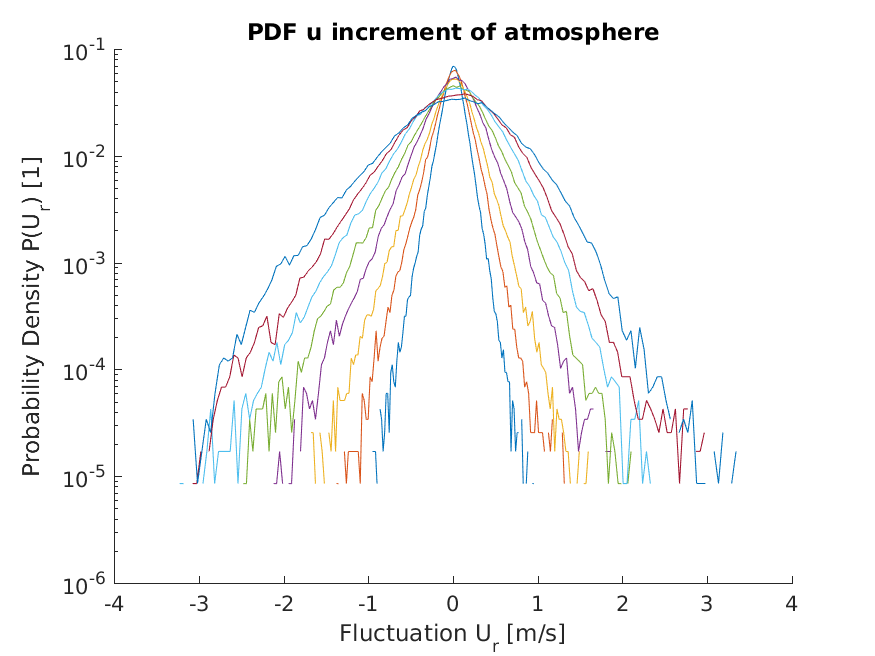 PDF u increment of atmosphere
Probability Density P(U_r) [1]
10^-1
10^-2
10^-3
10^-4
10^-5
10^-6
-4 -3 -2 -1 0 1 2 3 4
Fluctuation U_r [m/s]